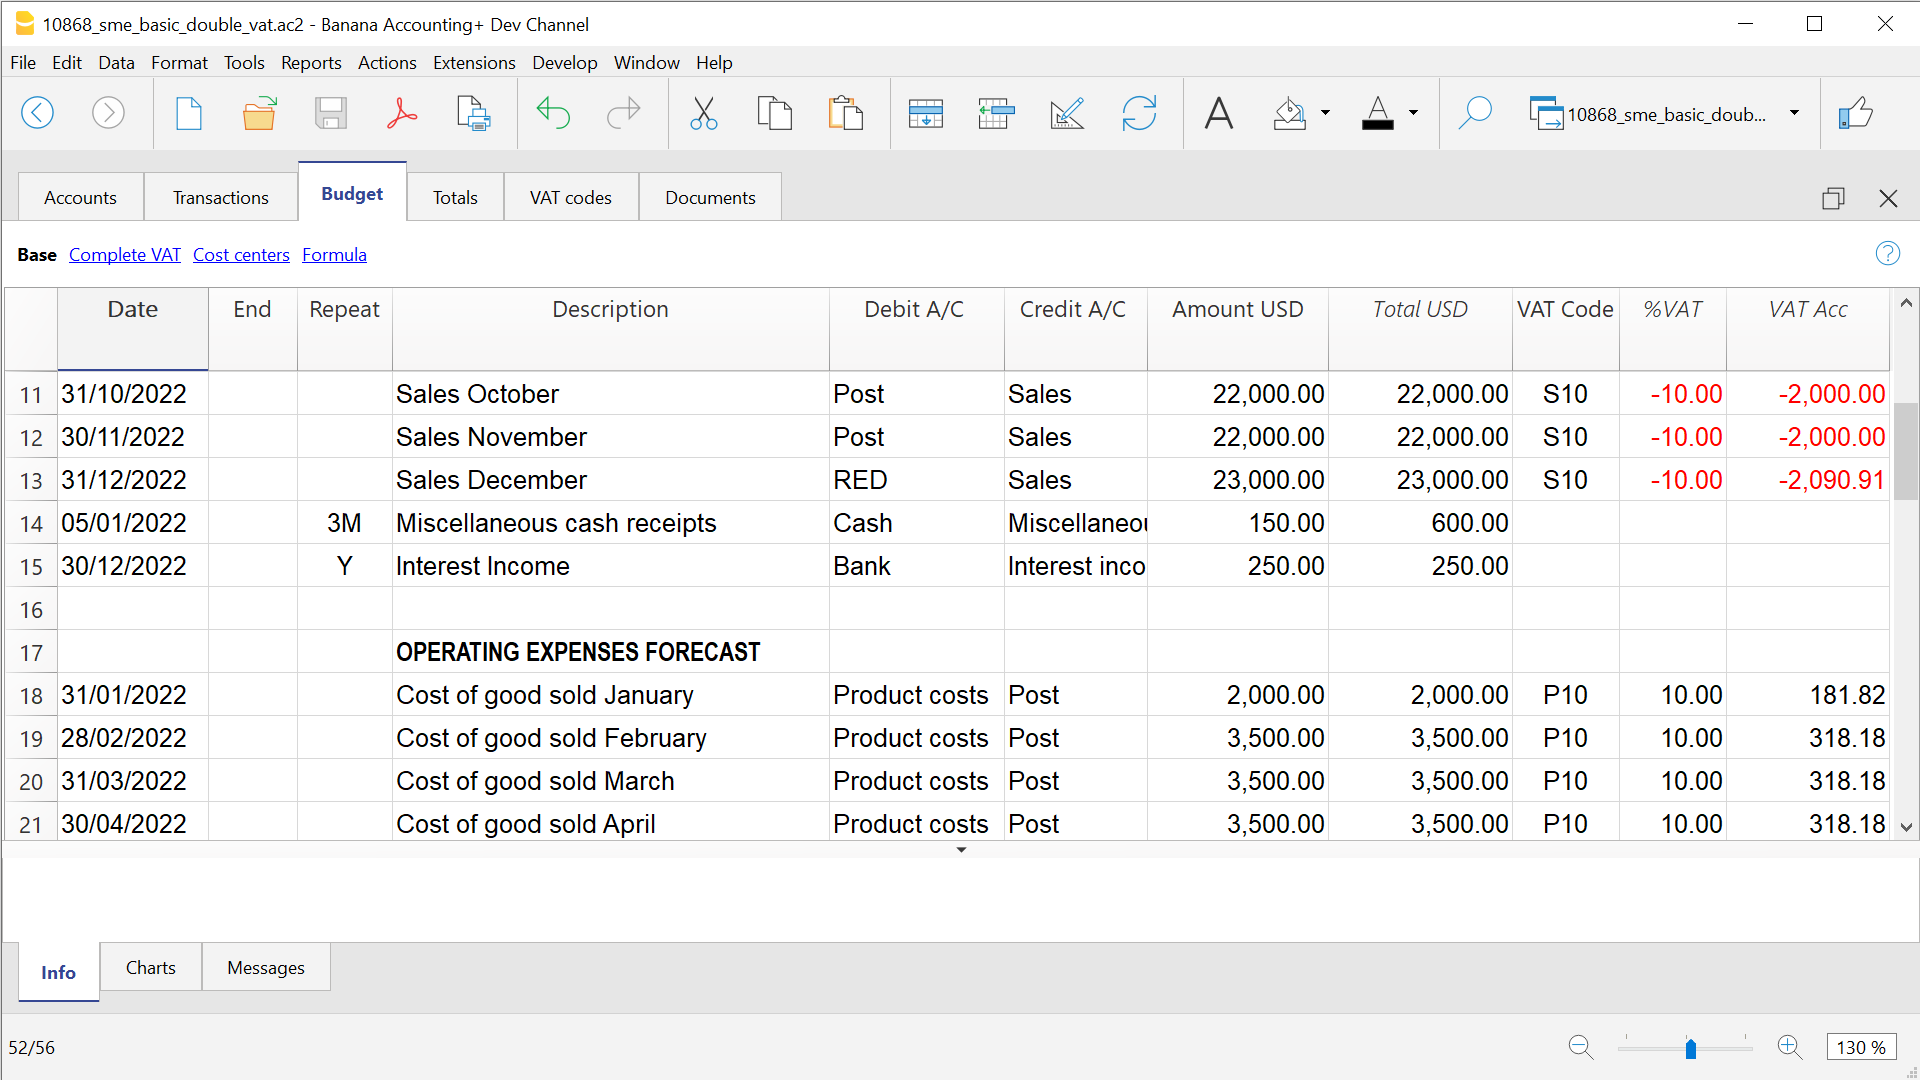 10868_sme_basic_double_vat.ac2 - Banana Accounting+ Dev Channel
File Edit Data Format Tools Reports Actions Extensions Develop Window Help
10868_sme_basic_doub...
Accounts Transactions Budget Totals VAT codes Documents
Base Complete VAT Cost centers Formula
Date End Repeat Description Debit A/C Credit A/C Amount USD Total USD VAT Code %VAT VAT Acc
11 31/10/2022 Sales October Post Sales 22,000.00 22,000.00 S10 -10.00 -2,000.00
12 30/11/2022 Sales November Post Sales 22,000.00 22,000.00 S10 -10.00 -2,000.00
13 31/12/2022 Sales December RED Sales 23,000.00 23,000.00 S10 -10.00 -2,090.91
14 05/01/2022 3M Miscellaneous cash receipts Cash Miscellaneou 150.00 600.00
15 30/12/2022 Y Interest Income Bank Interest inco 250.00 250.00
16
17 OPERATING EXPENSES FORECAST
18 31/01/2022 Cost of good sold January Product costs Post 2,000.00 2,000.00 P10 10.00 181.82
19 28/02/2022 Cost of good sold February Product costs Post 3,500.00 3,500.00 P10 10.00 318.18
20 31/03/2022 Cost of good sold March Product costs Post 3,500.00 3,500.00 P10 10.00 318.18
21 30/04/2022 Cost of good sold April Product costs Post 3,500.00 3,500.00 P10 10.00 318.18
Info Charts Messages
52/56 130 %